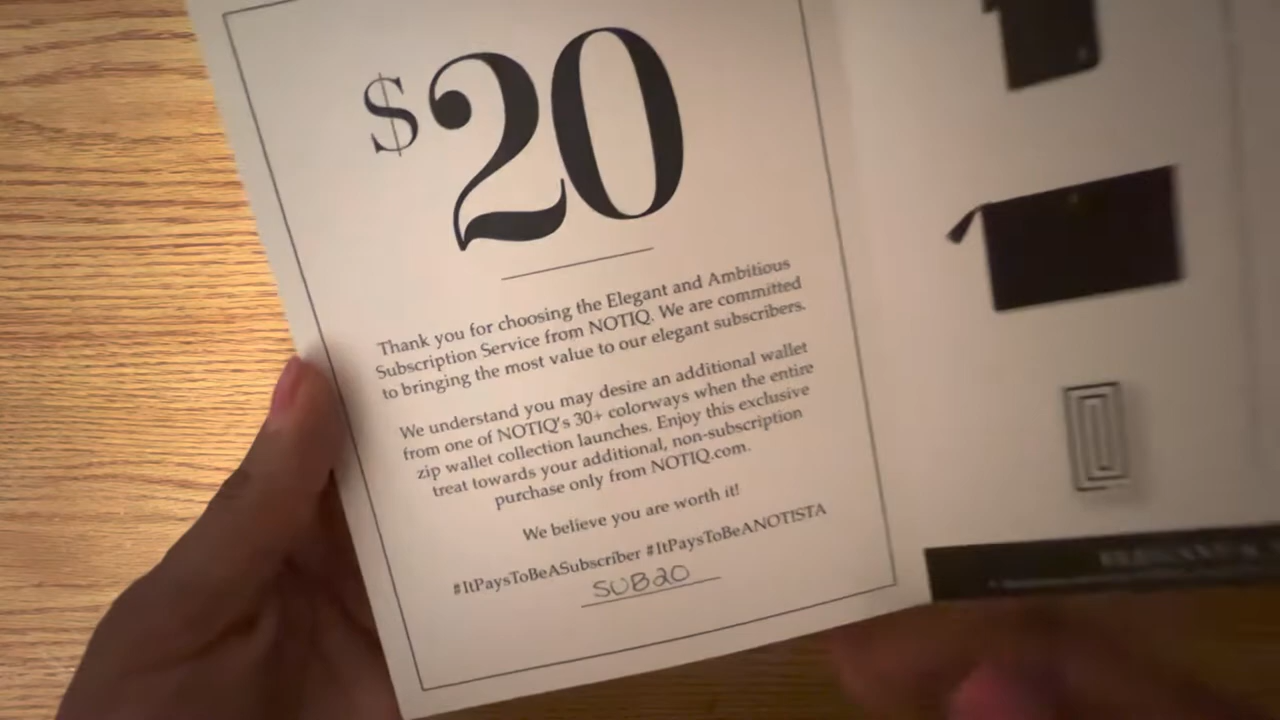 $20
Thank you for choosing the Elegant and Ambitious
Subscription Service from NOTIQ. We are committed
to bringing the most value to our elegant subscribers.
We understand you may desire an additional wallet
from one of NOTIQ's 30+ colorways when the entire
zip wallet collection launches. Enjoy this exclusive
treat towards your additional, non-subscription
purchase only from NOTIQ.com.
We believe you are worth it!
#ItPaysToBeASubscriber #ItPaysToBeANOTISTA
SUB20